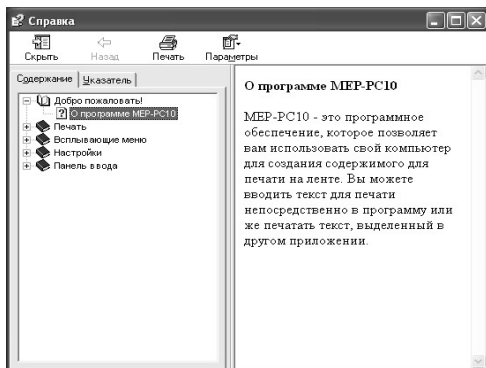 Справка
Скрыть Назад Печать Параметры
Содержание Указатель
Добро пожаловать!
О программе MEP-PC10
Печать
Всплывающие меню
Настройки
Панель ввода
О программе MEP-PC10
MEP-PC10 - это программное
обеспечение, которое позволяет
вам использовать свой компьютер
для создания содержимого для
печати на ленте. Вы можете
вводить текст для печати
непосредственно в программу или
же печатать текст, выделенный в
другом приложении.